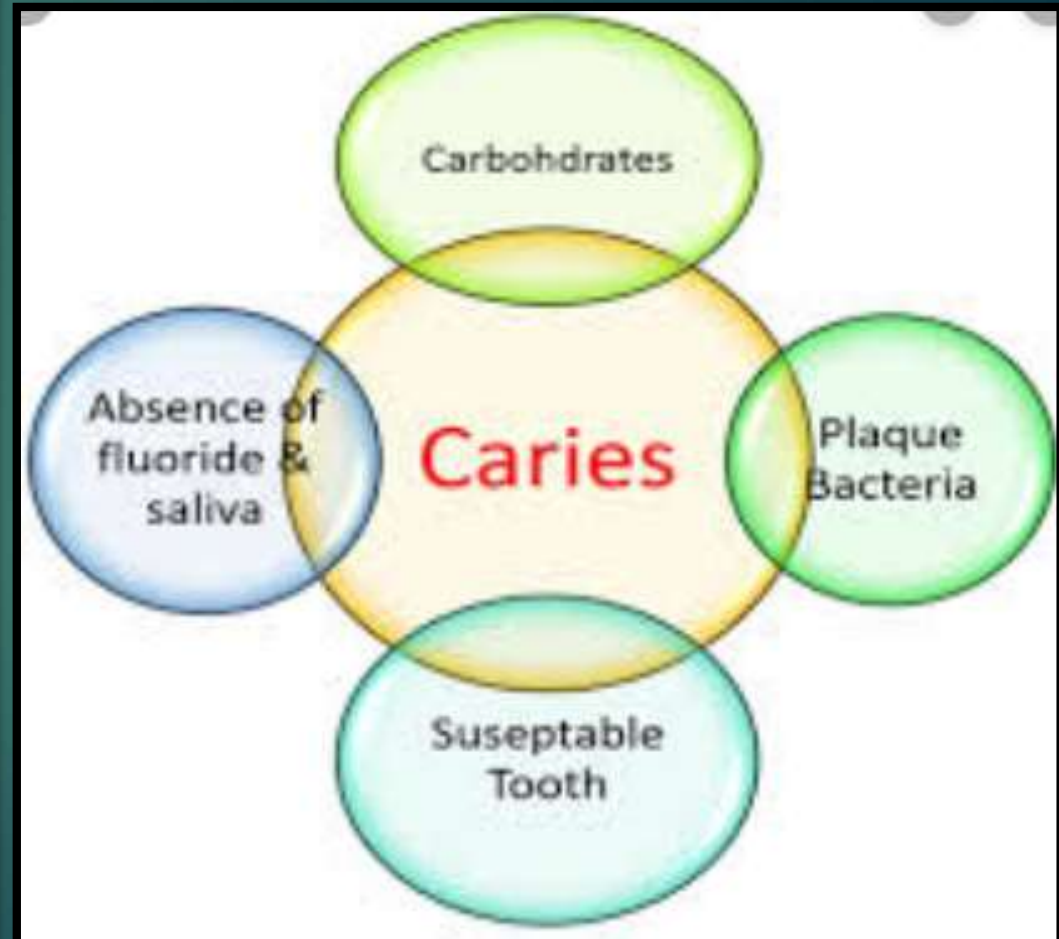 Carbohdrates
Absence of
fluoride &
saliva
Caries
Plaque
Bacteria
Suseptable
Tooth